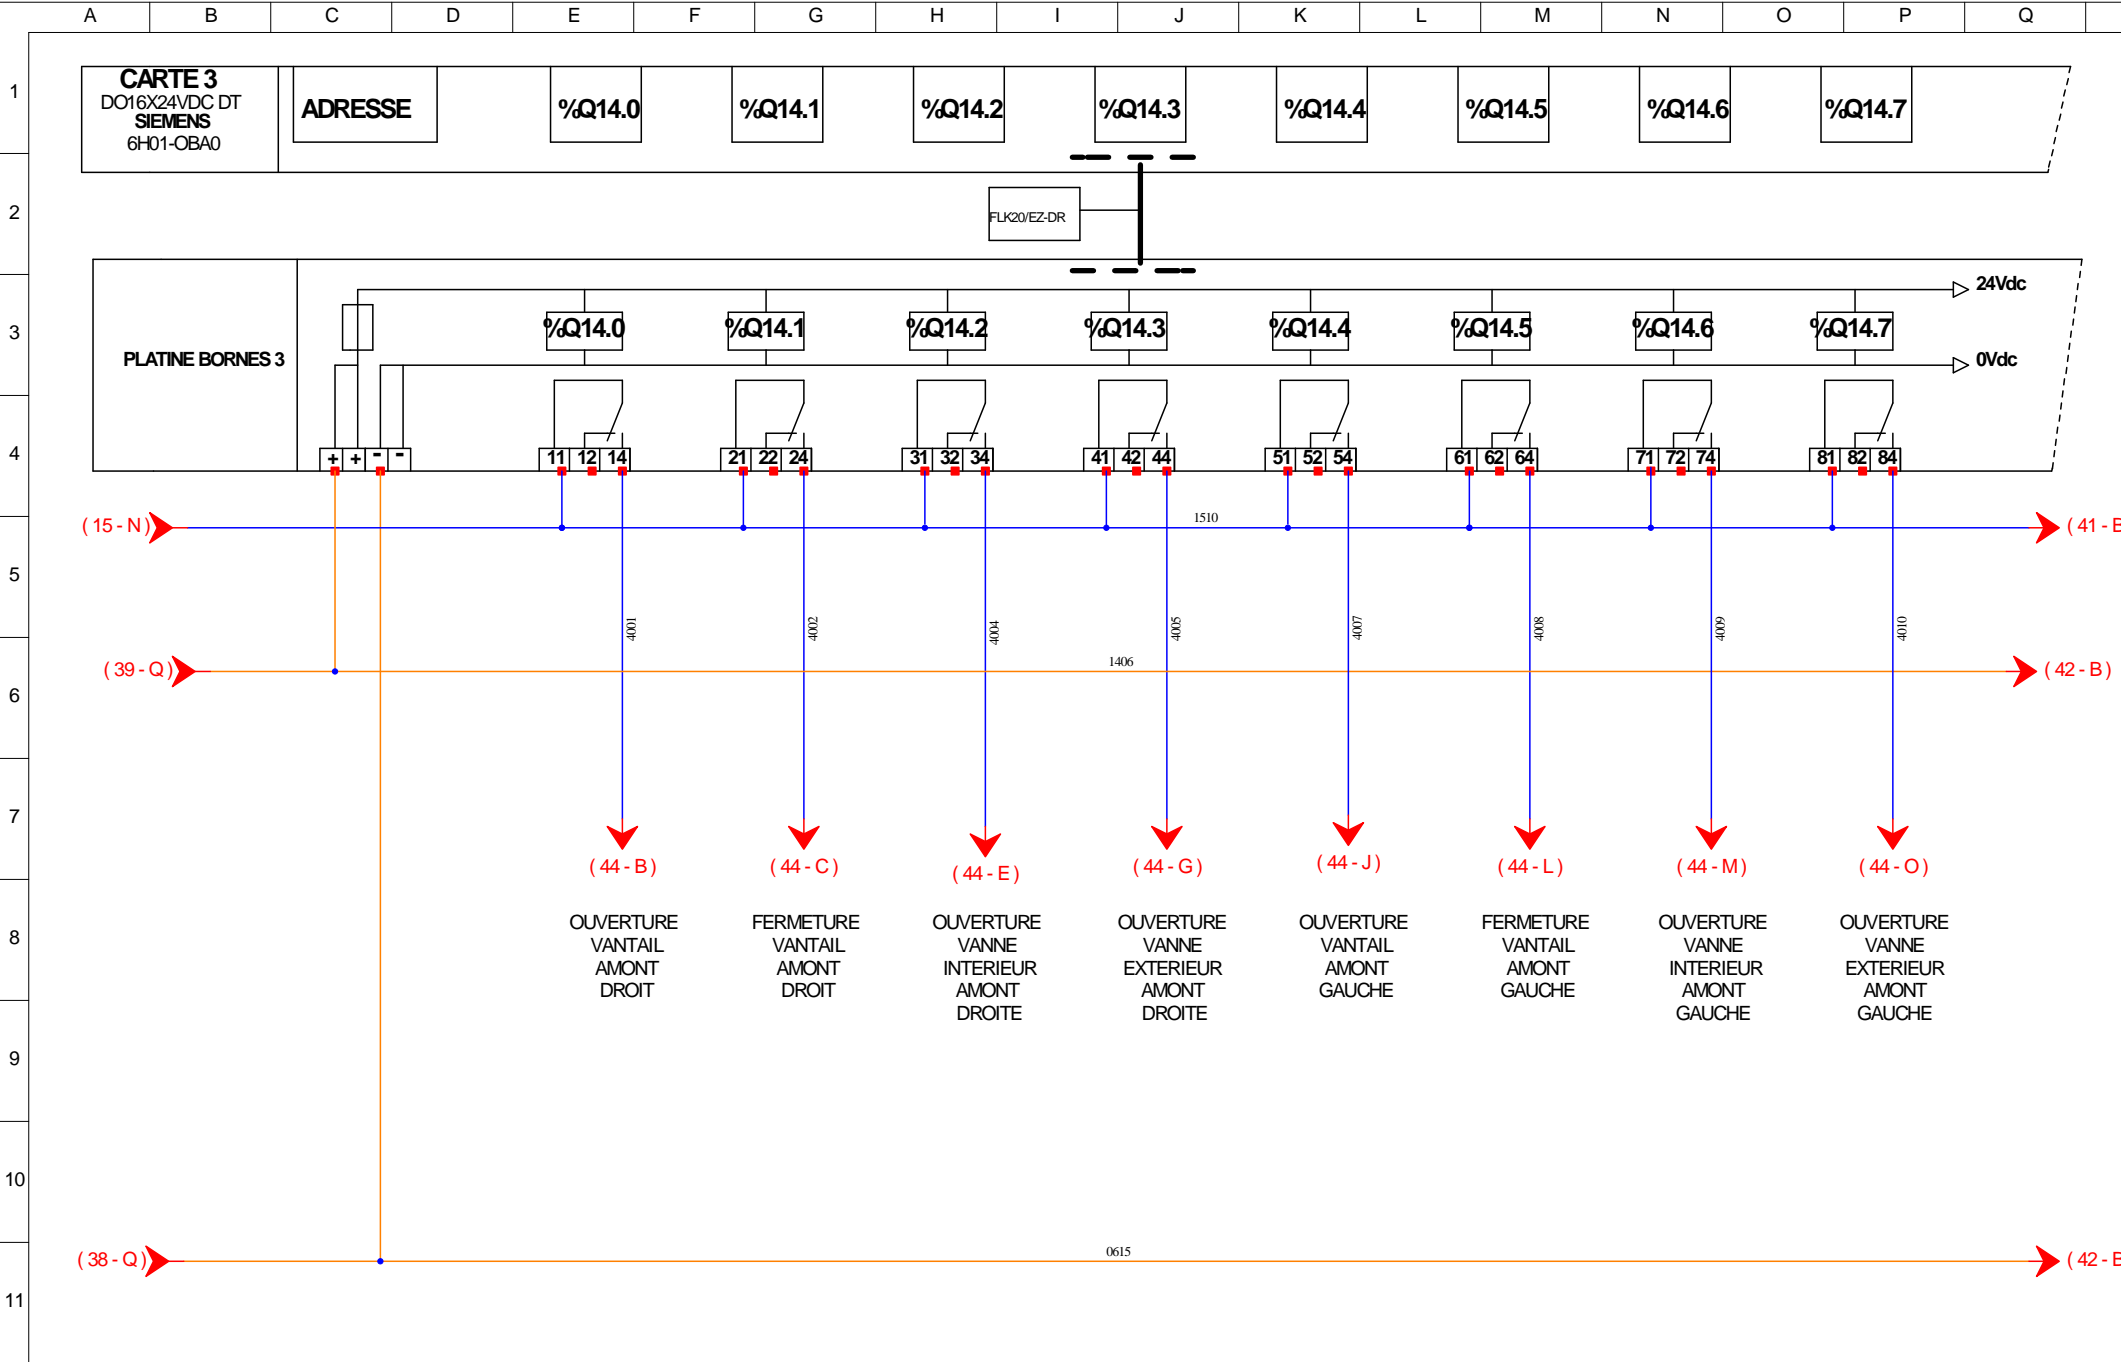 A B C D E F G H I J K L M N O P Q
1
CARTE 3
DO16X24VDC DT
SIEMENS
6H01-OBA0
ADRESSE
%Q14.0 %Q14.1 %Q14.2 %Q14.3 %Q14.4 %Q14.5 %Q14.6 %Q14.7
2
FLK20/EZ-DR
24Vdc
3
%Q14.0 %Q14.1 %Q14.2 %Q14.3 %Q14.4 %Q14.5 %Q14.6 %Q14.7
PLATINE BORNES 3
0Vdc
4
+ + - - 11 12 14 21 22 24 31 32 34 41 42 44 51 52 54 61 62 64 71 72 74 81 82 84
(15-N) 1510 (41-B
5
4001 4002 4004 4005 4007 4008 4009 4010
(39-Q) 1406 (42-B)
6
7
(44-B) (44-C) (44-E) (44-G) (44-J) (44-L) (44-M) (44-O)
8
OUVERTURE
VANTAIL
AMONT
DROIT
FERMETURE
VANTAIL
AMONT
DROIT
OUVERTURE
VANNE
INTERIEUR
AMONT
DROITE
OUVERTURE
VANNE
EXTERIEUR
AMONT
DROITE
OUVERTURE
VANTAIL
AMONT
GAUCHE
FERMETURE
VANTAIL
AMONT
GAUCHE
OUVERTURE
VANNE
INTERIEUR
AMONT
GAUCHE
OUVERTURE
VANNE
EXTERIEUR
AMONT
GAUCHE
9
10
(38-Q) 0615 (42-B
11